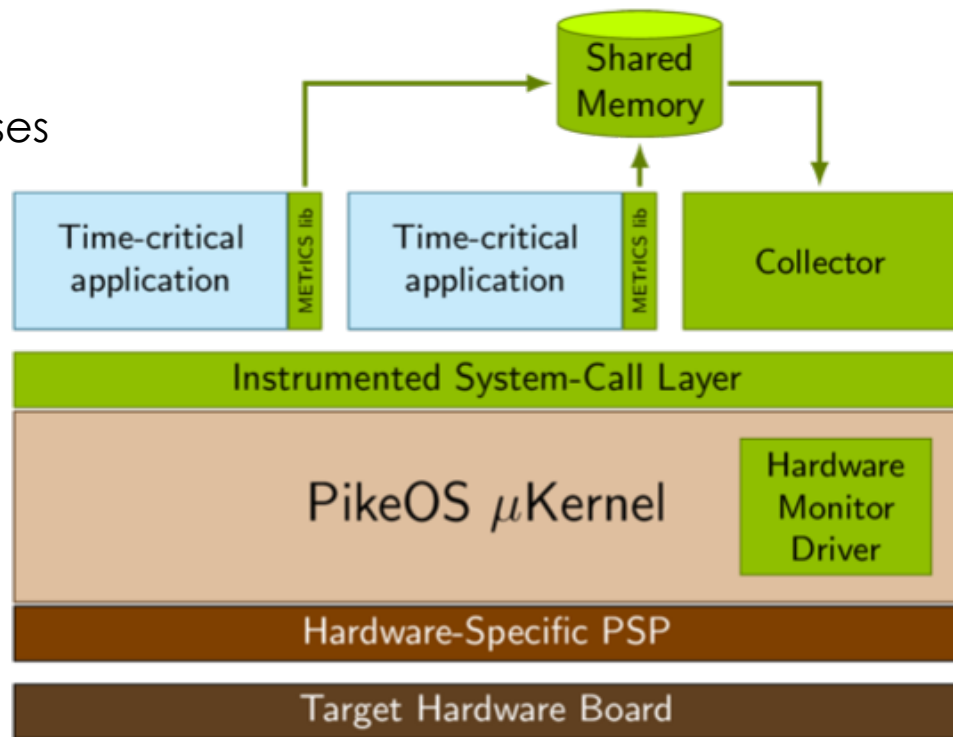 Shared
Memory
ses
Time-critical
application
METrICS lib
Time-critical
application
METrICS lib
Collector
Instrumented System-Call Layer
PikeOS μKernel
Hardware
Monitor
Driver
Hardware-Specific PSP
Target Hardware Board